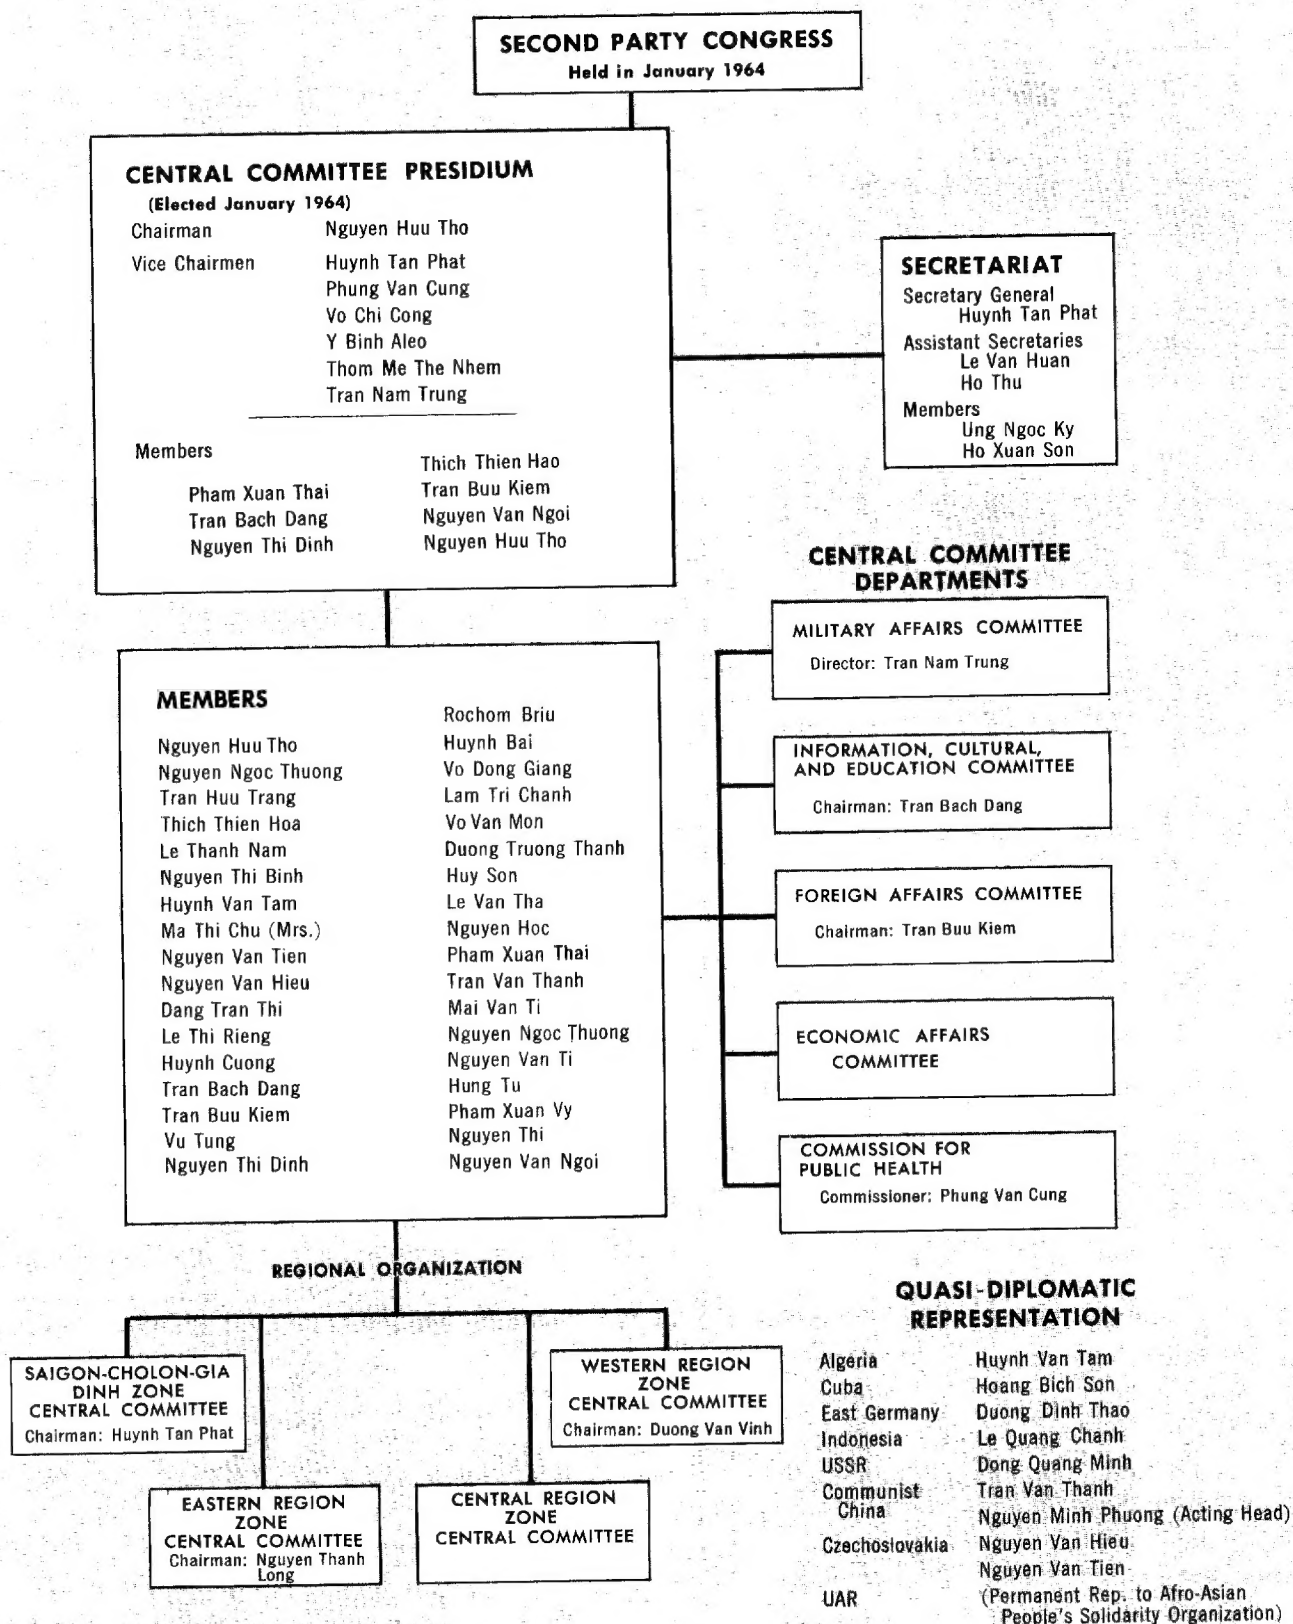 SECOND PARTY CONGRESS
Held in January 1964
CENTRAL COMMITTEE PRESIDIUM
(Elected January 1964)
Chairman Nguyen Huu Tho
Vice Chairmen Huynh Tan Phat
Phung Van Cung
Vo Chi Cong
Y Binh Aleo
Thom Me The Nhem
Tran Nam Trung
Members
Pham Xuan Thai
Tran Bach Dang
Nguyen Thi Dinh
Thich Thien Hao
Tran Buu Kiem
Nguyen Van Ngoi
Nguyen Huu Tho
SECRETARIAT
Secretary General
Huynh Tan Phat
Assistant Secretaries
Le Van Huan
Ho Thu
Members
Ung Ngoc Ky
Ho Xuan Son
MEMBERS
Nguyen Huu Tho
Nguyen Ngoc Thuong
Tran Huu Trang
Thich Thien Hoa
Le Thanh Nam
Nguyen Thi Binh
Huynh Van Tam
Ma Thi Chu (Mrs.)
Nguyen Van Tien
Nguyen Van Hieu
Dang Tran Thi
Le Thi Rieng
Huynh Cuong
Tran Bach Dang
Tran Buu Kiem
Vu Tung
Nguyen Thi Dinh
Rochom Briu
Huynh Bai
Vo Dong Giang
Lam Tri Chanh
Vo Van Mon
Duong Truong Thanh
Huy Son
Le Van Tha
Nguyen Hoc
Pham Xuan Thai
Tran Van Thanh
Mai Van Ti
Nguyen Ngoc Thuong
Nguyen Van Ti
Hung Tu
Pham Xuan Vy
Nguyen Thi
Nguyen Van Ngoi
CENTRAL COMMITTEE
DEPARTMENTS
MILITARY AFFAIRS COMMITTEE
Director: Tran Nam Trung
INFORMATION, CULTURAL,
AND EDUCATION COMMITTEE
Chairman: Tran Bach Dang
FOREIGN AFFAIRS COMMITTEE
Chairman: Tran Buu Kiem
ECONOMIC AFFAIRS
COMMITTEE
COMMISSION FOR
PUBLIC HEALTH
Commissioner: Phung Van Cung
REGIONAL ORGANIZATION
SAIGON-CHOLON-GIA
DINH ZONE
CENTRAL COMMITTEE
Chairman: Huynh Tan Phat
EASTERN REGION
ZONE
CENTRAL COMMITTEE
Chairman: Nguyen Thanh
Long
CENTRAL REGION
ZONE
CENTRAL COMMITTEE
WESTERN REGION
ZONE
CENTRAL COMMITTEE
Chairman: Duong Van Vinh
QUASI-DIPLOMATIC
REPRESENTATION
Algeria Huynh Van Tam
Cuba Hoang Bich Son
East Germany Duong Dinh Thao
Indonesia Le Quang Chanh
USSR Dong Quang Minh
Communist Tran Van Thanh
China Nguyen Minh Phuong (Acting Head)
Czechoslovakia Nguyen Van Hieu
Nguyen Van Tien
UAR (Permanent Rep. to Afro-Asian
People's Solidarity Organization)